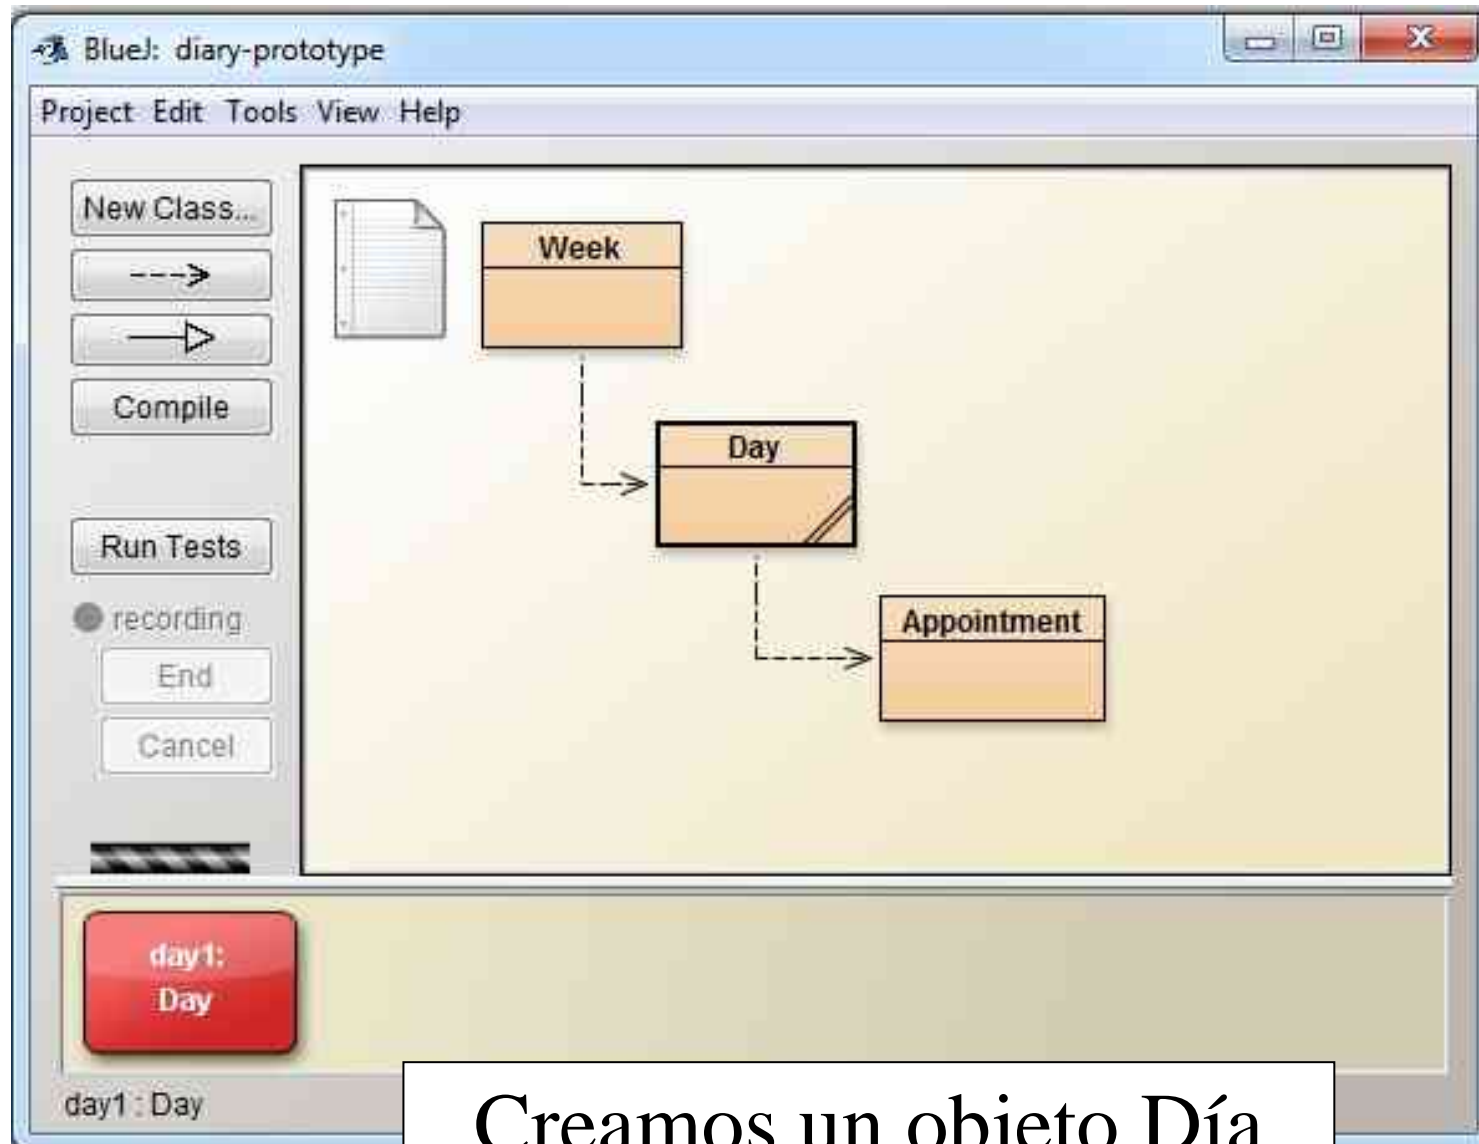 BlueJ: diary-prototype
Project Edit Tools View Help
New Class...
Compile
Run Tests
recording
End
Cancel
Week
Day
Appointment
day1:
Day
day1 : Day
Creamos un objeto Día